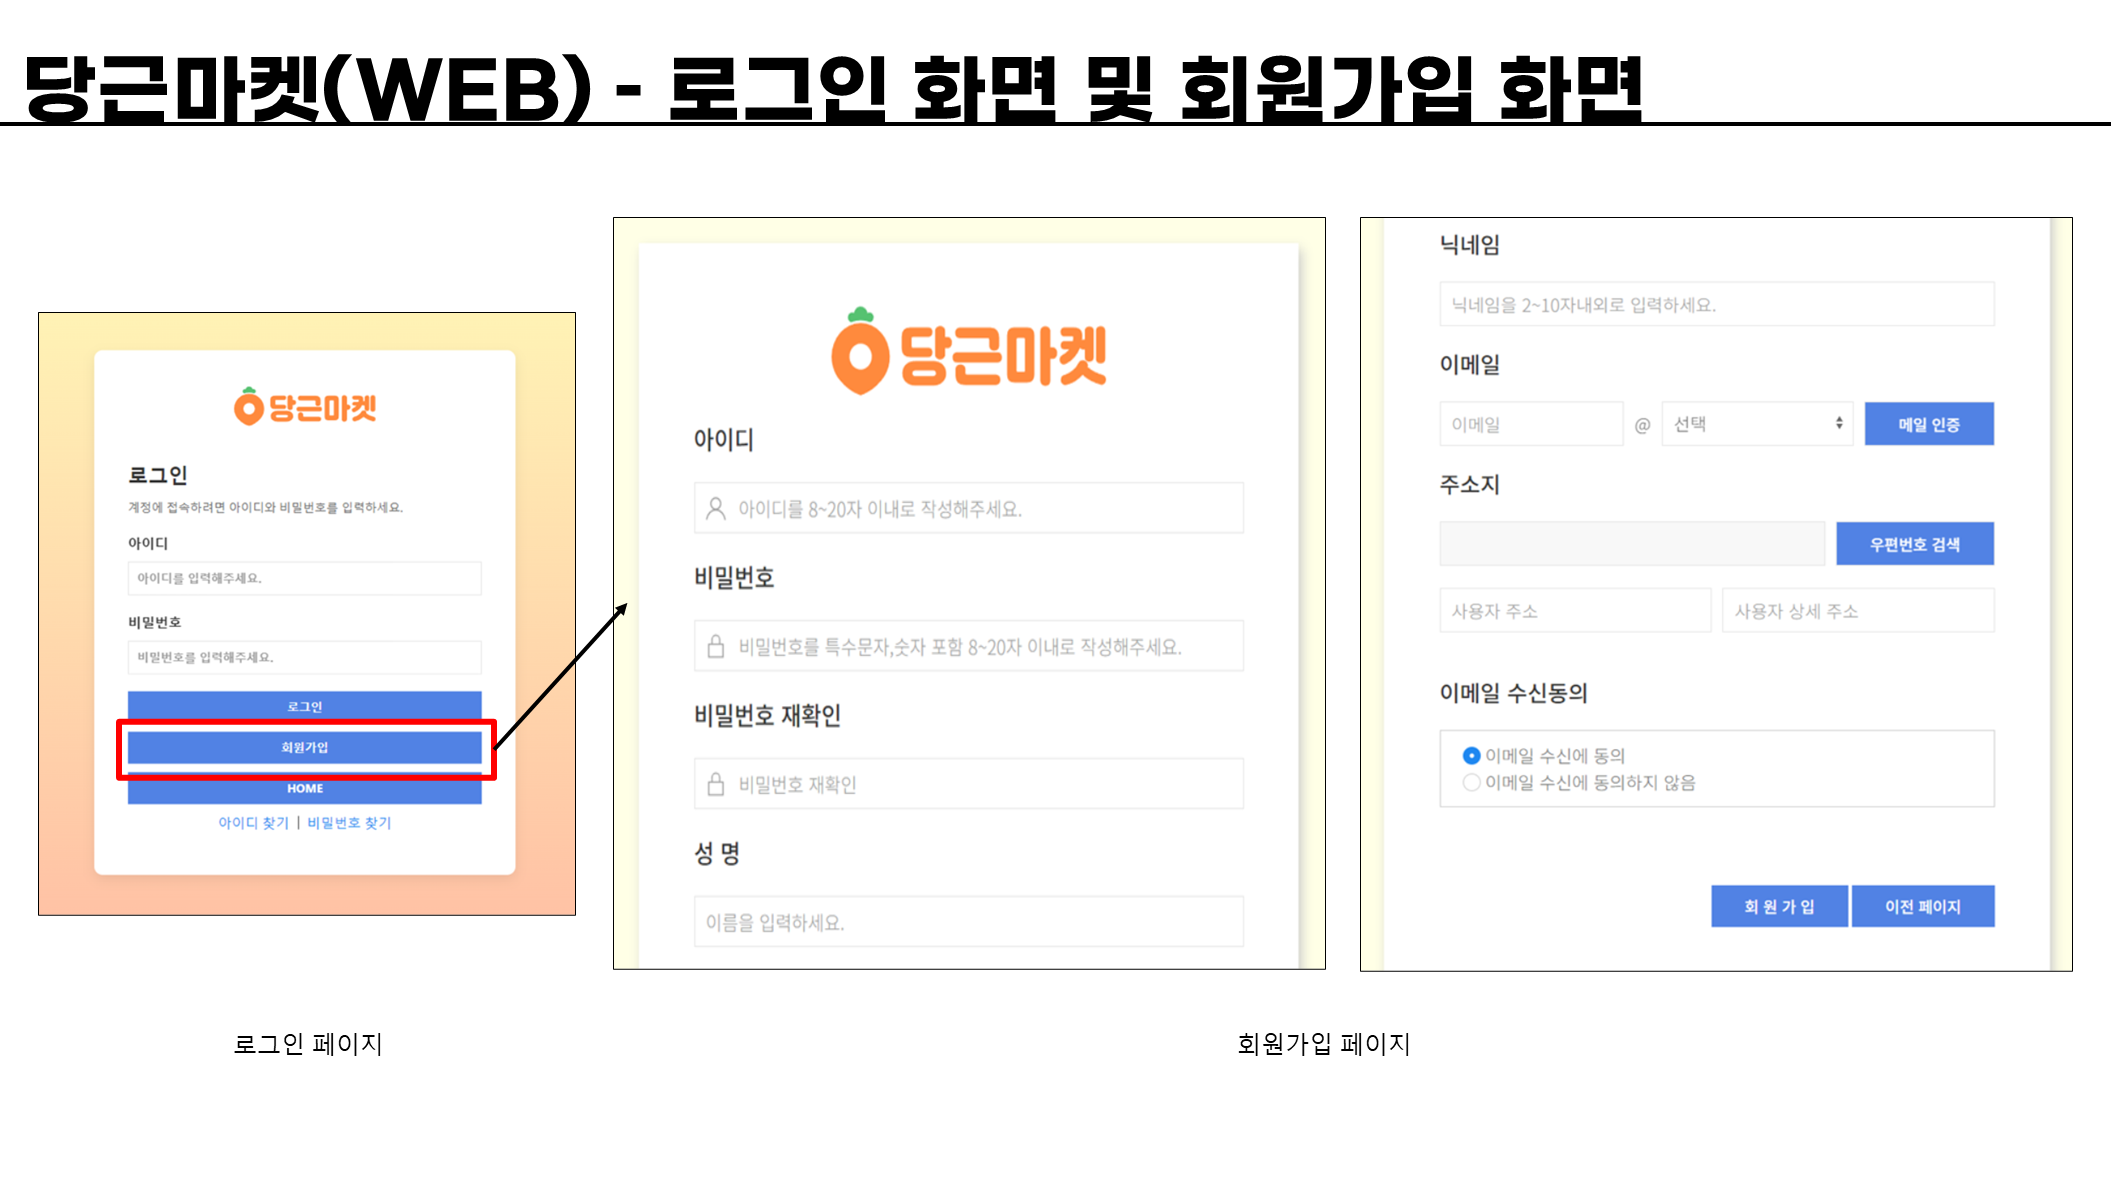 당근마켓(WEB) - 로그인 화면 및 회원가입 화면
당근마켓
로그인
계정에 접속하려면 아이디와 비밀번호를 입력하세요.
아이디
아이디를 입력해주세요.
비밀번호
비밀번호를 입력해주세요.
로그인
회원가입
HOME
아이디 찾기 | 비밀번호 찾기
로그인 페이지
당근마켓
아이디
아이디를 8~20자 이내로 작성해주세요.
비밀번호
비밀번호를 특수문자,숫자 포함 8~20자 이내로 작성해주세요.
비밀번호 재확인
비밀번호 재확인
성 명
이름을 입력하세요.
닉네임
닉네임을 2~10자내외로 입력하세요.
이메일
이메일 @ 선택 메일 인증
주소지
우편번호 검색
사용자 주소 사용자 상세 주소
이메일 수신동의
이메일 수신에 동의
이메일 수신에 동의하지 않음
회 원 가 입 이전 페이지
회원가입 페이지